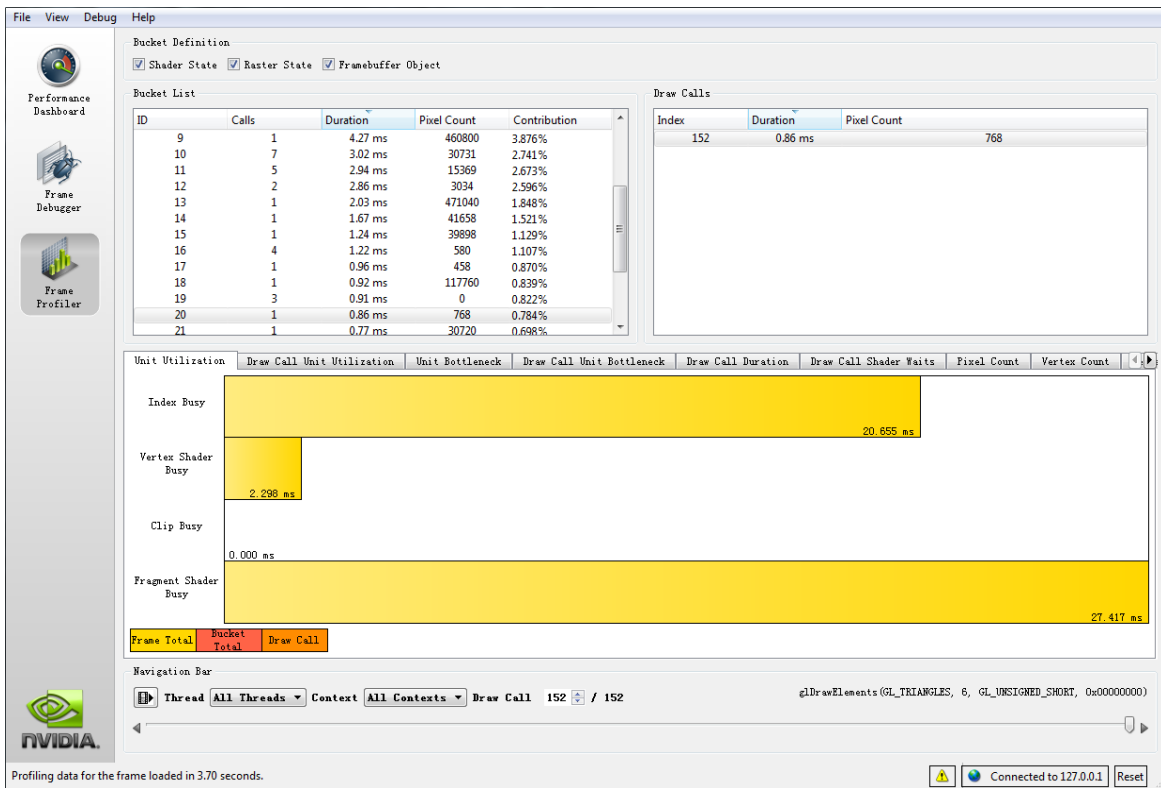 File View Debug Help
Performance Dashboard
Frame Debugger
Frame Profiler
Bucket Definition
Shader State Raster State Framebuffer Object
Bucket List
ID Calls Duration Pixel Count Contribution
9 1 4.27 ms 460800 3.876%
10 7 3.02 ms 30731 2.741%
11 5 2.94 ms 15369 2.673%
12 2 2.86 ms 3034 2.596%
13 1 2.03 ms 471040 1.848%
14 1 1.67 ms 41658 1.521%
15 1 1.24 ms 39898 1.129%
16 4 1.22 ms 580 1.107%
17 1 0.96 ms 458 0.870%
18 1 0.92 ms 117760 0.839%
19 3 0.91 ms 0 0.822%
20 1 0.86 ms 768 0.784%
21 1 0.77 ms 30720 0.698%
Draw Calls
Index Duration Pixel Count
152 0.86 ms 768
Unit Utilization Draw Call Unit Utilization Unit Bottleneck Draw Call Unit Bottleneck Draw Call Duration Draw Call Shader Waits Pixel Count Vertex Count
Index Busy
20.655 ms
Vertex Shader
Busy
2.298 ms
Clip Busy
0.000 ms
Fragment Shader
Busy
27.417 ms
Frame Total Bucket Total Draw Call
Navigation Bar
Thread All Threads Context All Contexts Draw Call 152 / 152
glDrawElements(GL_TRIANGLES, 6, GL_UNSIGNED_SHORT, 0x00000000)
NVIDIA.
Profiling data for the frame loaded in 3.70 seconds.
Connected to 127.0.0.1 Reset